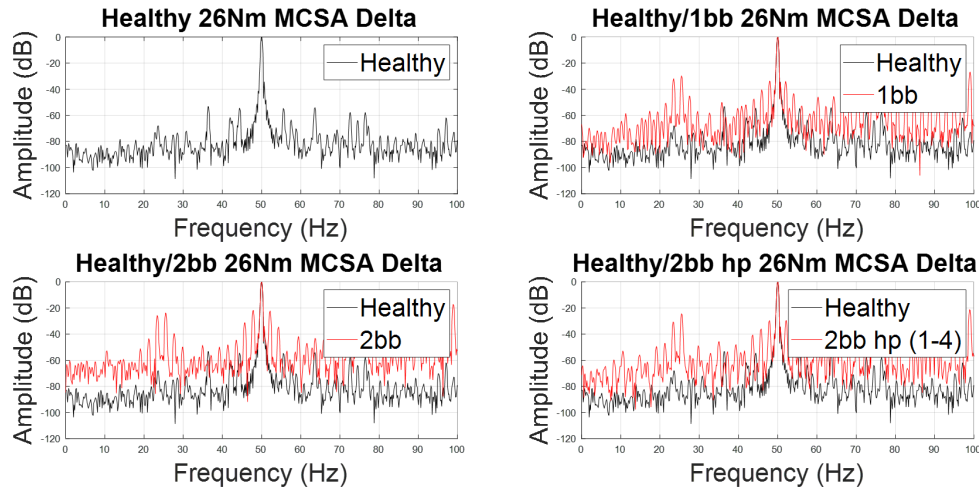 Healthy 26Nm MCSA Delta
Amplitude (dB)
0
-20
-40
-60
-80
-100
-120
Healthy
0 10 20 30 40 50 60 70 80 90 100
Frequency (Hz)
Healthy/1bb 26Nm MCSA Delta
Amplitude (dB)
0
-20
-40
-60
-80
-100
-120
Healthy
1bb
0 10 20 30 40 50 60 70 80 90 100
Frequency (Hz)
Healthy/2bb 26Nm MCSA Delta
Amplitude (dB)
0
-20
-40
-60
-80
-100
-120
Healthy
2bb
0 10 20 30 40 50 60 70 80 90 100
Frequency (Hz)
Healthy/2bb hp 26Nm MCSA Delta
Amplitude (dB)
0
-20
-40
-60
-80
-100
-120
Healthy
2bb hp (1-4)
0 10 20 30 40 50 60 70 80 90 100
Frequency (Hz)